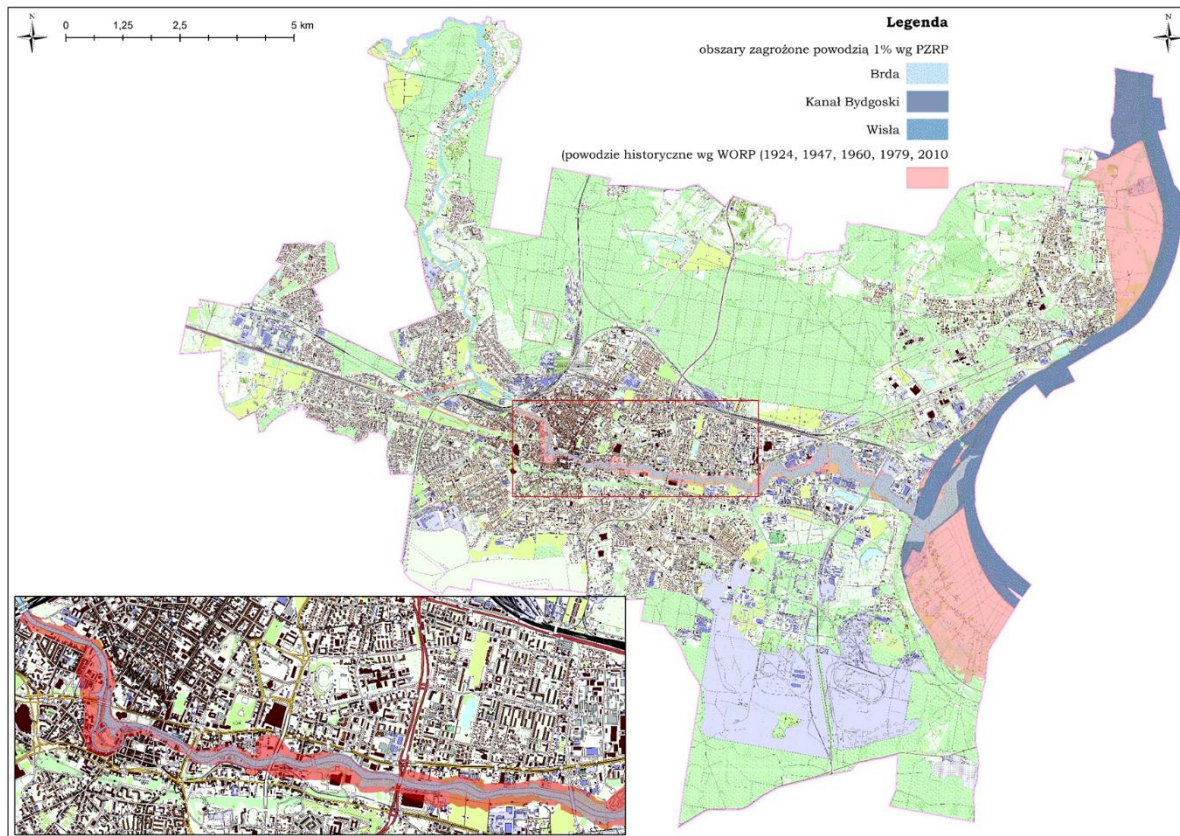 N
0 1,25 2,5 5 km
N
Legenda
obszary zagrożone powodzią 1% wg PZRP
Brda
Kanał Bydgoski
Wisła
(powodzie historyczne wg WORP (1924, 1947, 1960, 1979, 2010